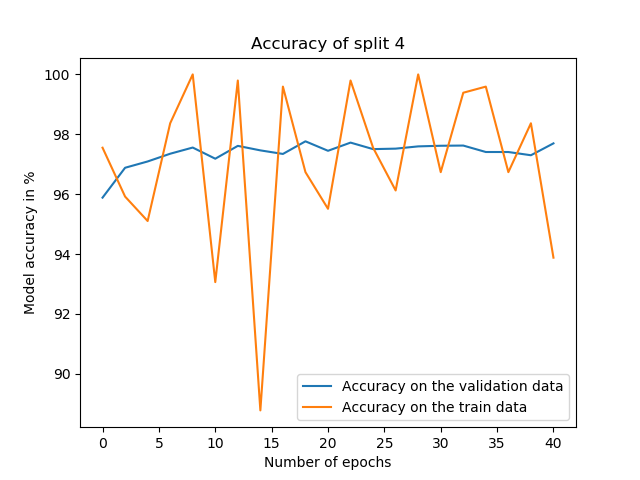 Accuracy of split 4
Model accuracy in %
100
98
96
94
92
90
Accuracy on the validation data
Accuracy on the train data
0 5 10 15 20 25 30 35 40
Number of epochs